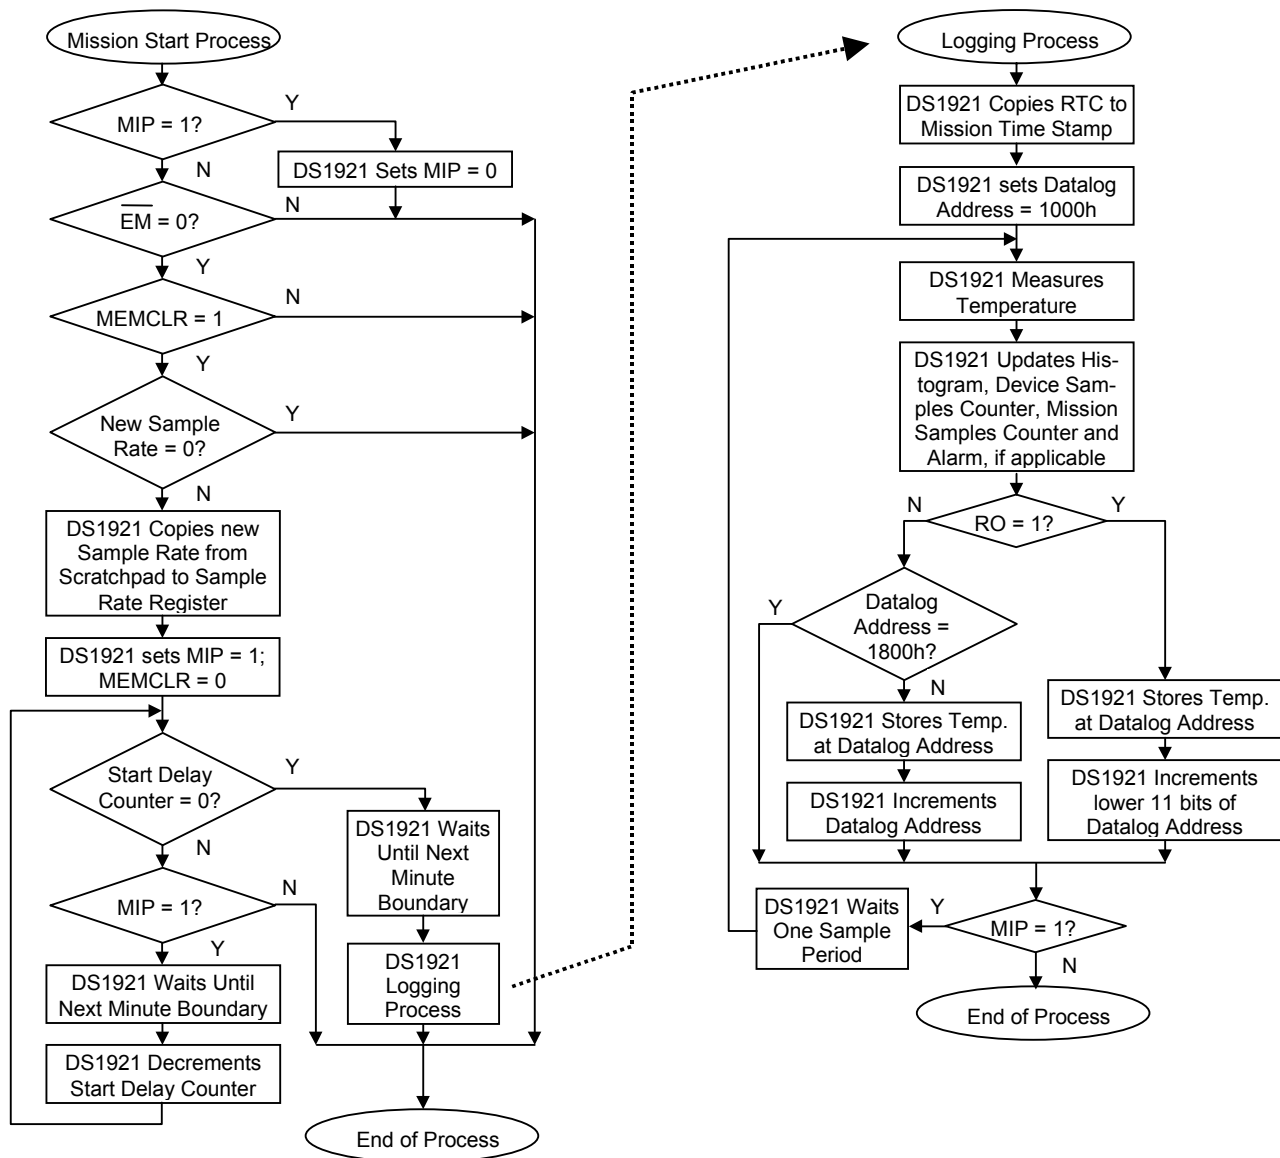 Mission Start Process
MIP = 1?
Y
N
DS1921 Sets MIP = 0
EM = 0?
N
Y
MEMCLR = 1
N
Y
New Sample
Rate = 0?
Y
N
DS1921 Copies new
Sample Rate from
Scratchpad to Sample
Rate Register
DS1921 sets MIP = 1;
MEMCLR = 0
Start Delay
Counter = 0?
Y
N
DS1921 Waits
Until Next
Minute
Boundary
MIP = 1?
N
Y
DS1921 Waits Until
Next Minute Boundary
DS1921
Logging
Process
DS1921 Decrements
Start Delay Counter
End of Process
Logging Process
DS1921 Copies RTC to
Mission Time Stamp
DS1921 sets Datalog
Address = 1000h
DS1921 Measures
Temperature
DS1921 Updates His-
togram, Device Sam-
ples Counter, Mission
Samples Counter and
Alarm, if applicable
N
RO = 1?
Y
Y
Datalog
Address =
1800h?
N
DS1921 Stores Temp.
at Datalog Address
DS1921 Increments
Datalog Address
DS1921 Stores Temp.
at Datalog Address
DS1921 Increments
lower 11 bits of
Datalog Address
DS1921 Waits
One Sample
Period
Y
MIP = 1?
N
End of Process